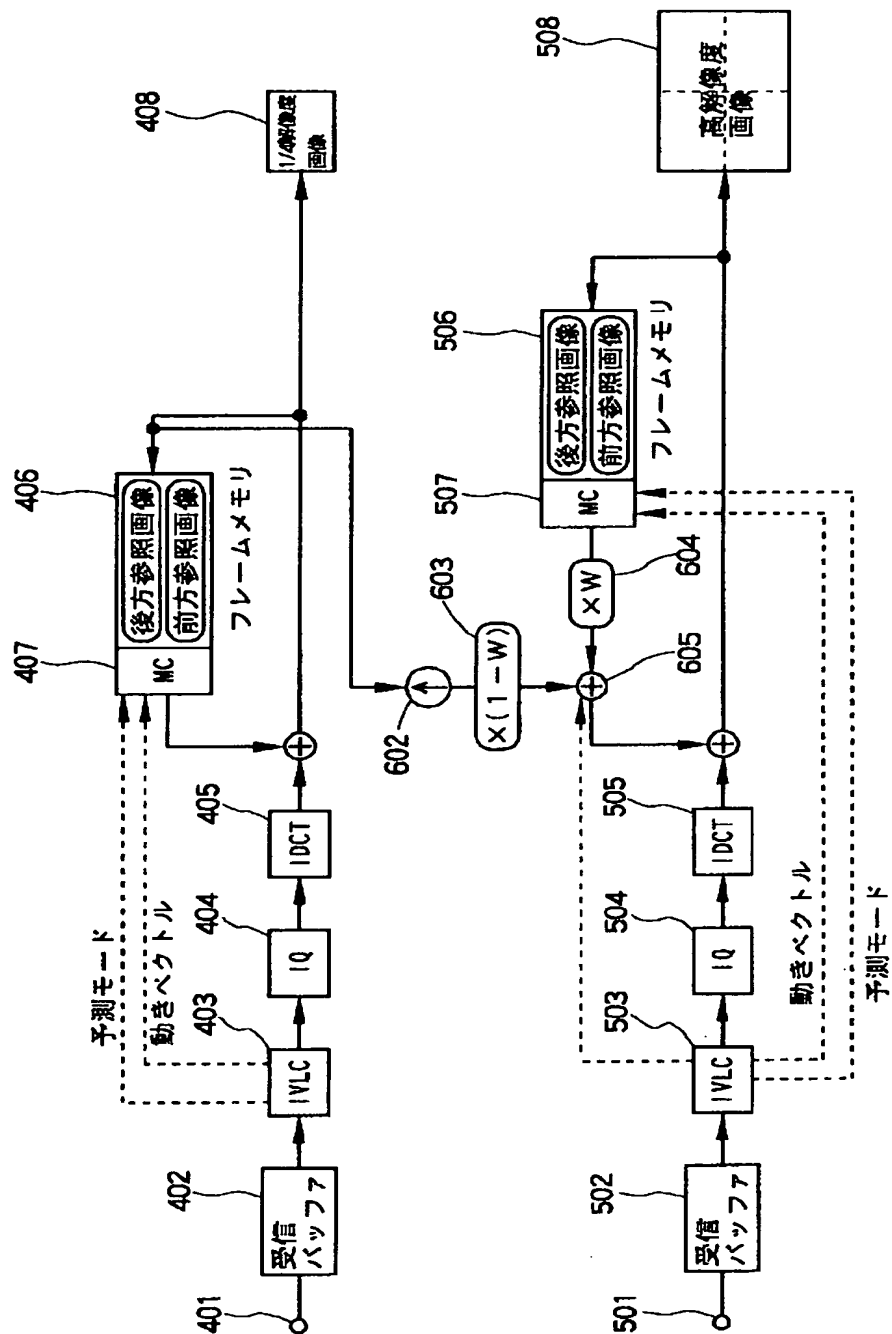 401
402
受信
バッファ
403
IVLC
404
IQ
405
IDCT
予測モード
動きベクトル
407
MC
406
後方参照画像
前方参照画像
フレームメモリ
408
1/4解像度
画像
602
603
×(1-W)
604
×W
605
501
502
受信
バッファ
503
IVLC
504
IQ
505
IDCT
動きベクトル
予測モード
507
MC
506
後方参照画像
前方参照画像
フレームメモリ
508
高解像度
画像